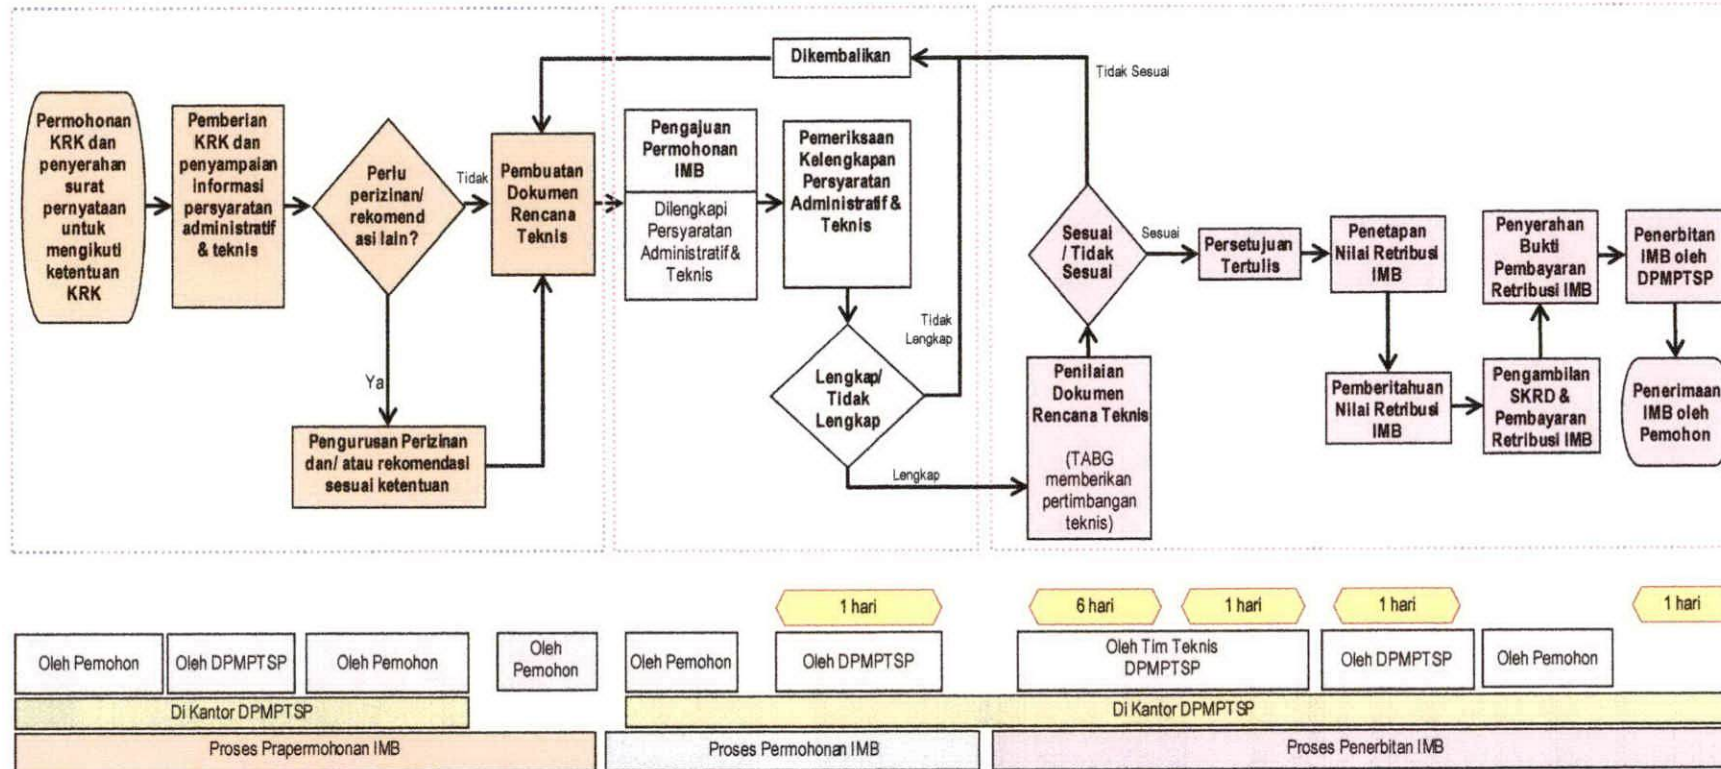 Permohonan
KRK dan
penyerahan
surat
pernyataan
untuk
mengikuti
ketentuan
KRK
Pemberian
KRK dan
penyampaian
informasi
persyaratan
administratif
& teknis
Perlu
perizinan/
rekomend
asi lain?
Tidak
Ya
Pengurusan Perizinan
dan/ atau rekomendasi
sesuai ketentuan
Pembuatan
Dokumen
Rencana
Teknis
Dikembalikan
Pengajuan
Permohonan
IMB
Dilengkapi
Persyaratan
Administratif &
Teknis
Pemeriksaan
Kelengkapan
Persyaratan
Administratif &
Teknis
Lengkap/
Tidak
Lengkap
Tidak
Lengkap
Lengkap
Penilaian
Dokumen
Rencana Teknis
(TABG
memberikan
pertimbangan
teknis)
Sesuai
/ Tidak
Sesuai
Tidak Sesuai
Sesuai
Persetujuan
Tertulis
Penetapan
Nilai Retribusi
IMB
Pemberitahuan
Nilai Retribusi
IMB
Pengambilan
SKRD &
Pembayaran
Retribusi IMB
Penyerahan
Bukti
Pembayaran
Retribusi IMB
Penerbitan
IMB oleh
DPMPTSP
Penerimaan
IMB oleh
Pemohon
1 hari
6 hari
1 hari
1 hari
1 hari
Oleh Pemohon
Oleh DPMPTSP
Oleh Pemohon
Oleh
Pemohon
Oleh Pemohon
Oleh DPMPTSP
Oleh Tim Teknis
DPMPTSP
Oleh DPMPTSP
Oleh Pemohon
Di Kantor DPMPTSP
Di Kantor DPMPTSP
Proses Prapermohonan IMB
Proses Permohonan IMB
Proses Penerbitan IMB